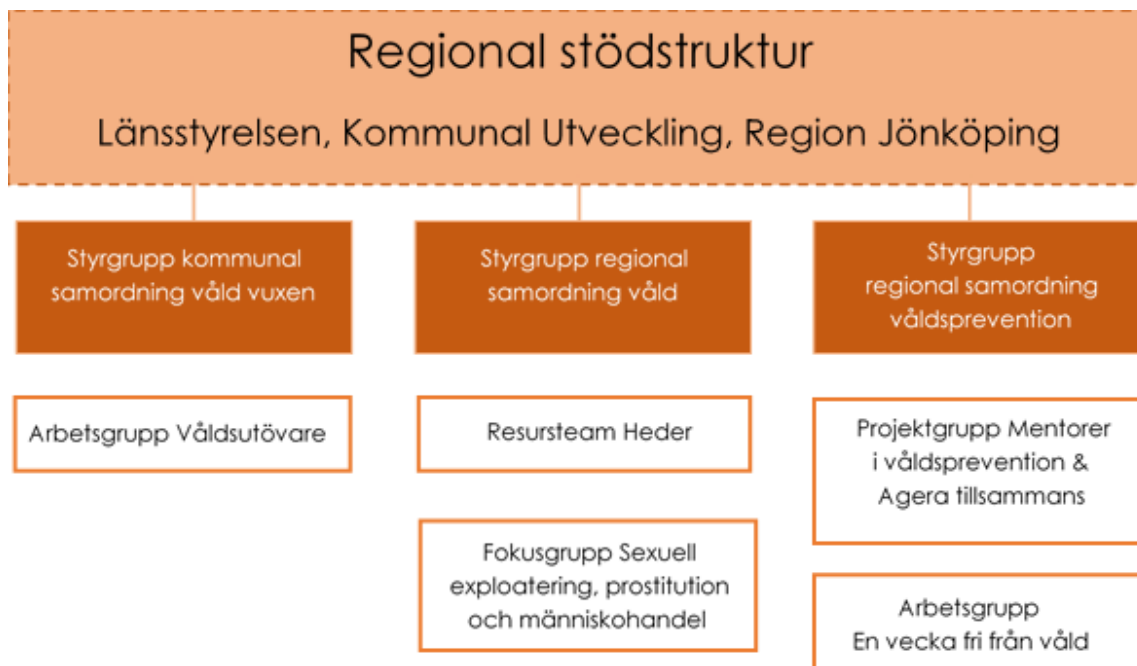 Regional stödstruktur
Länsstyrelsen, Kommunal Utveckling, Region Jönköping
Styrgrupp kommunal
samordning våld vuxen
Arbetsgrupp Våldsutövare
Styrgrupp regional
samordning våld
Resursteam Heder
Fokusgrupp Sexuell
exploatering, prostitution
och människohandel
Styrgrupp
regional samordning
våldsprevention
Projektgrupp Mentorer
i våldsprevention &
Agera tillsammans
Arbetsgrupp
En vecka fri från våld